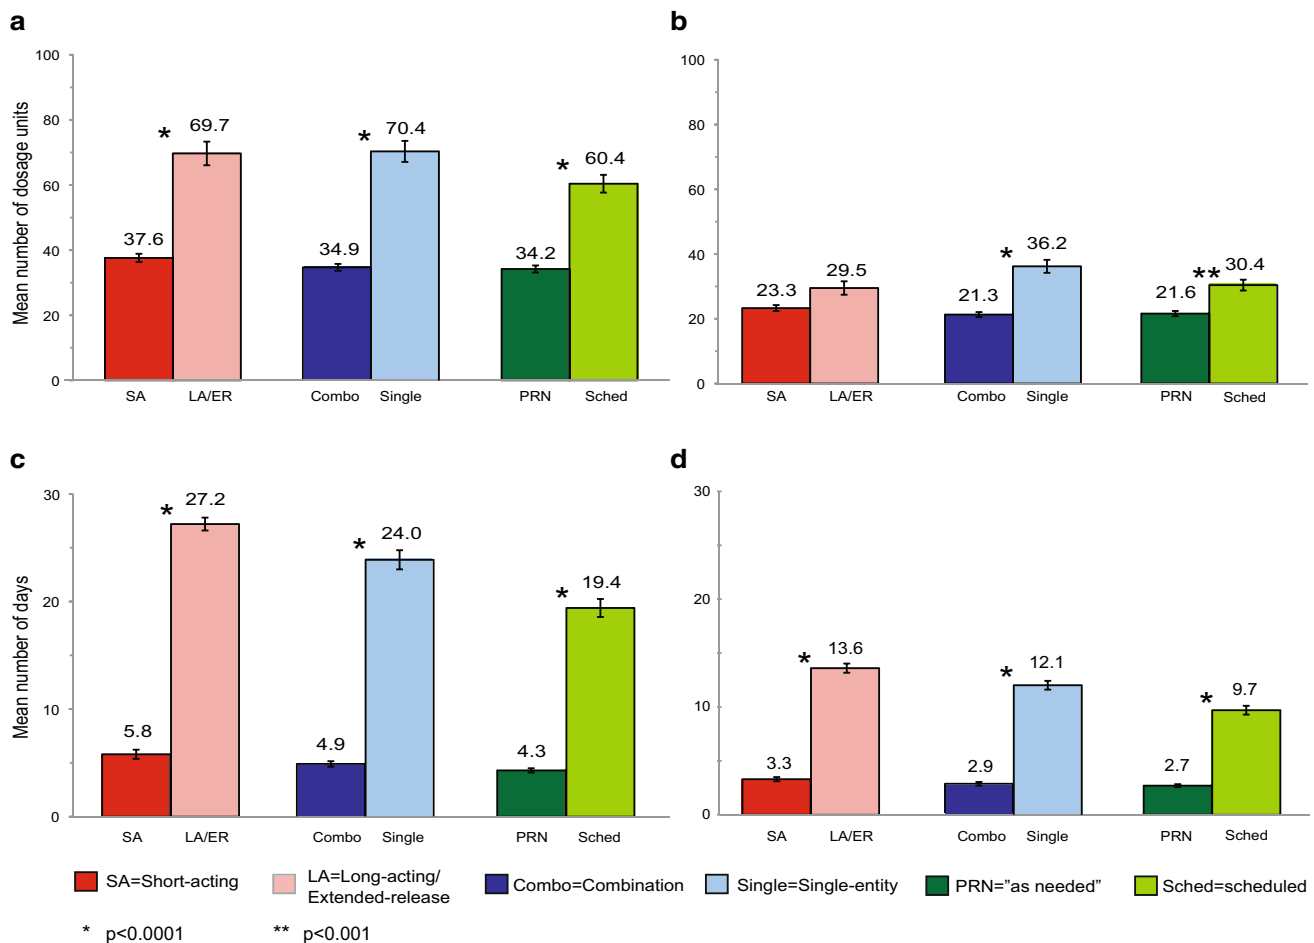 a
Mean number of dosage units
100
80
60
40
20
0
37.6
* 69.7
34.9
* 70.4
34.2
* 60.4
SA LA/ER Combo Single PRN Sched
b
100
80
60
40
20
0
23.3
29.5
21.3
* 36.2
21.6
** 30.4
SA LA/ER Combo Single PRN Sched
c
Mean number of days
30
20
10
0
5.8
* 27.2
4.9
* 24.0
4.3
* 19.4
SA LA/ER Combo Single PRN Sched
d
30
20
10
0
3.3
* 13.6
2.9
* 12.1
2.7
* 9.7
SA LA/ER Combo Single PRN Sched
SA=Short-acting
LA=Long-acting/
Extended-release
Combo=Combination
Single=Single-entity
PRN="as needed"
Sched=scheduled
* p<0.0001
** p<0.001